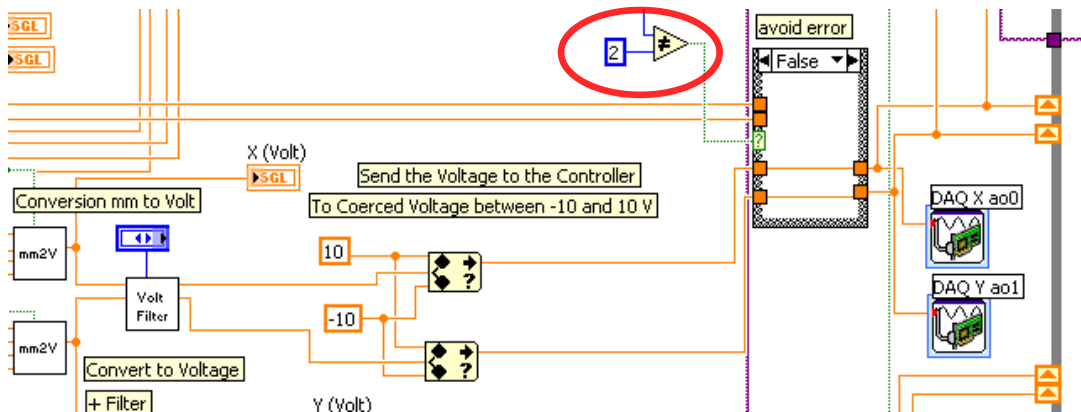 5GL
5GL
2
≠
avoid error
False
?
X (Volt)
5GL
Send the Voltage to the Controller
To Coerced Voltage between -10 and 10 V
Conversion mm to Volt
mm2V
Volt
Filter
10
?
-10
?
mm2V
Convert to Voltage
+ Filter
Y (Volt)
DAQ X ao0
DAQ Y ao1